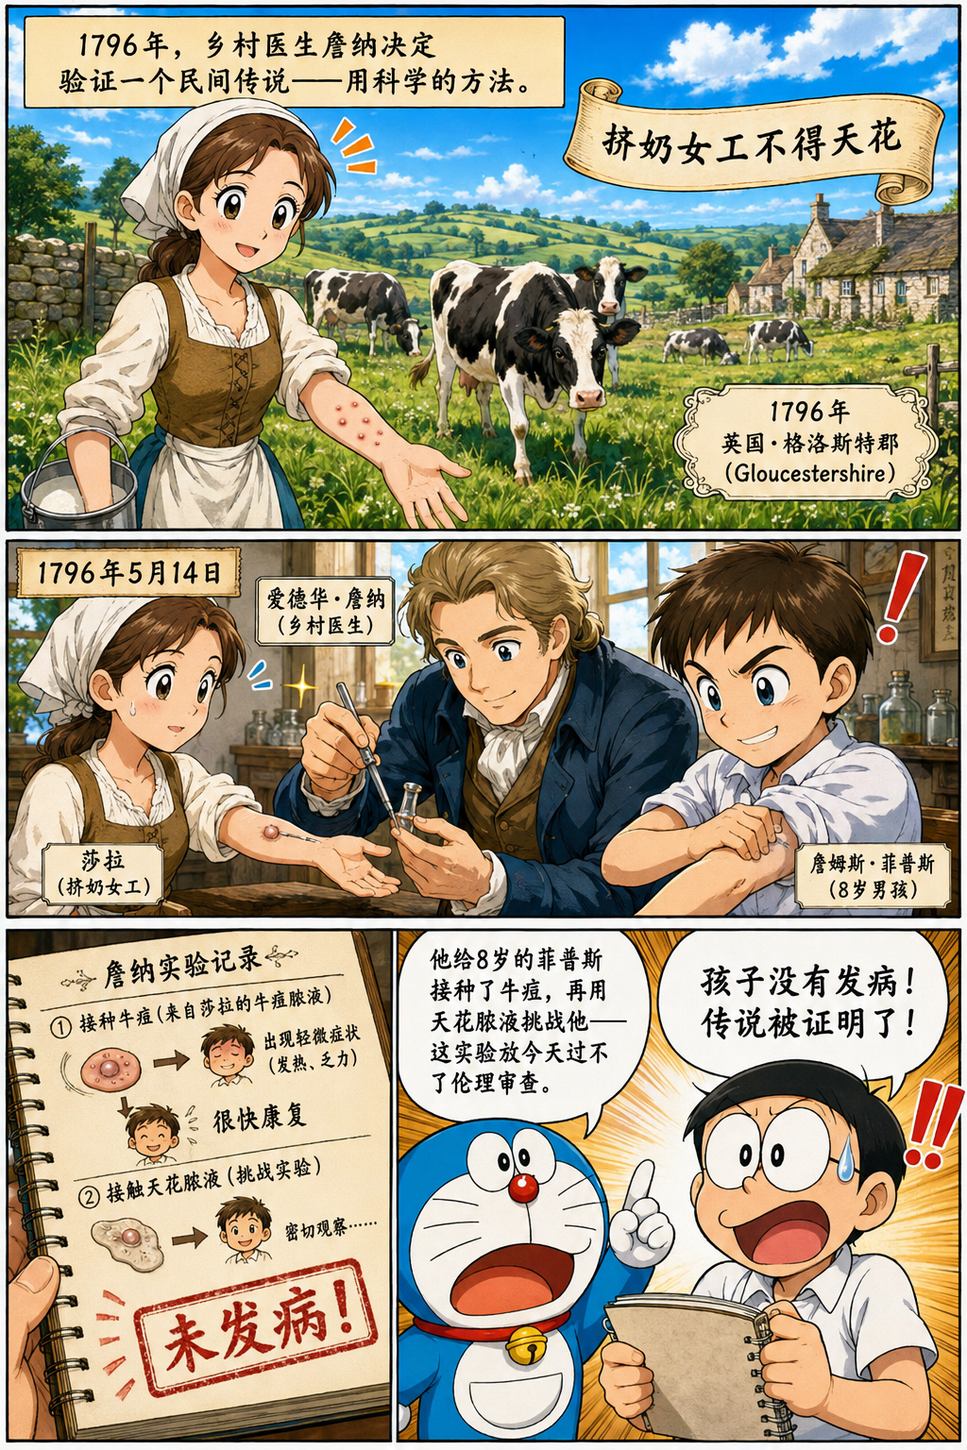 1796年，乡村医生詹纳决定
验证一个民间传说——用科学的方法。
挤奶女工不得天花
1796年
英国·格洛斯特郡
（Gloucestershire）
1796年5月14日
爱德华·詹纳
（乡村医生）
莎拉
（挤奶女工）
詹姆斯·菲普斯
（8岁男孩）
詹纳实验记录
① 接种牛痘（来自莎拉的牛痘脓液）
出现轻微症状
（发热、乏力）
很快康复
② 接触天花脓液（挑战实验）
密切观察……
未发病！
他给8岁的菲普斯
接种了牛痘，再用
天花脓液挑战他——
这实验放今天过不
了伦理审查。
孩子没有发病！
传说被证明了！